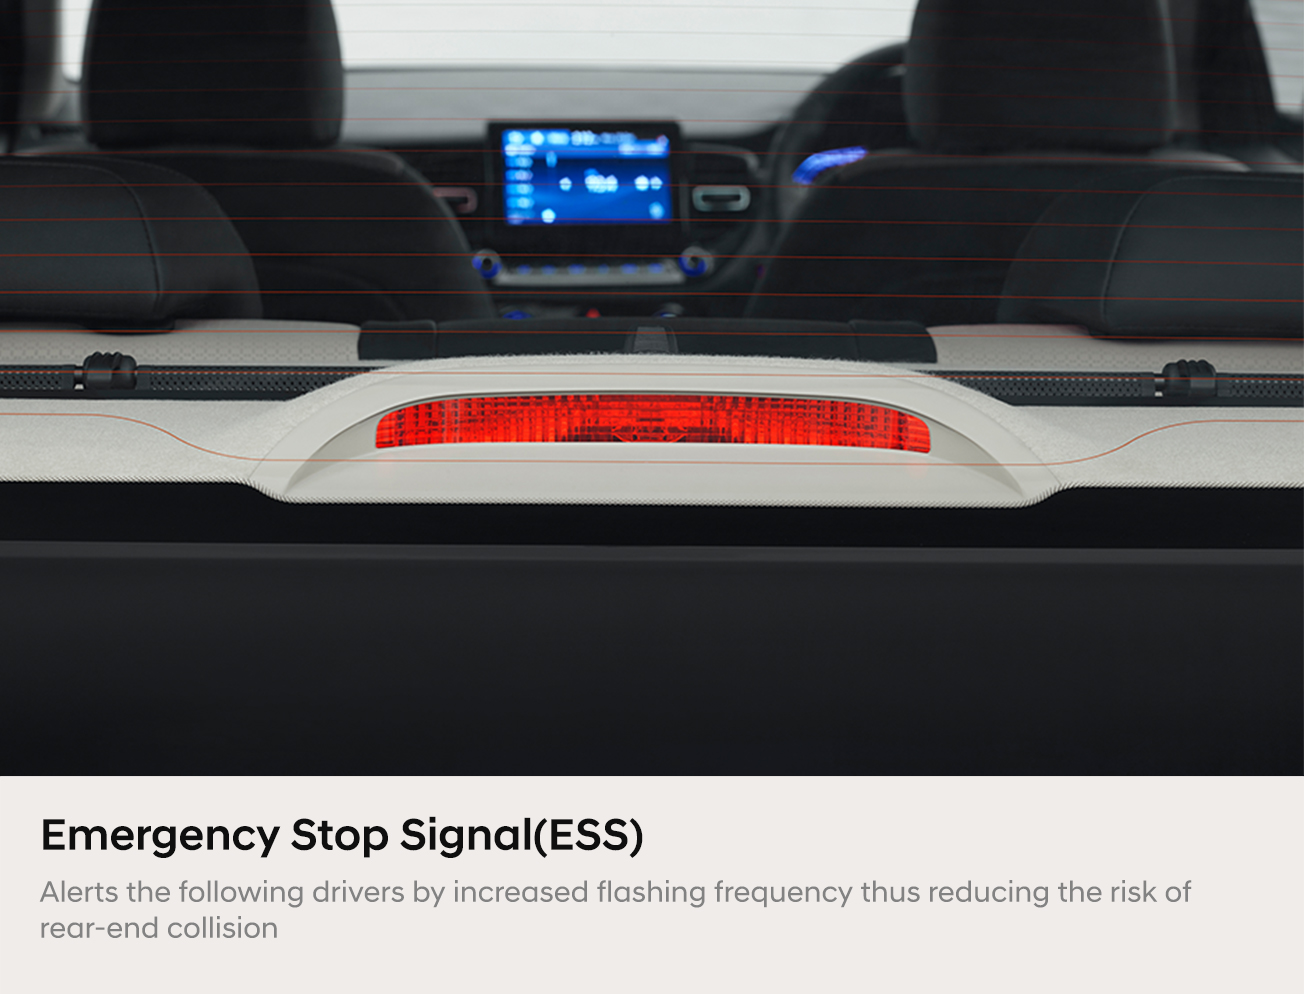 Emergency Stop Signal(ESS)
Alerts the following drivers by increased flashing frequency thus reducing the risk of
rear-end collision